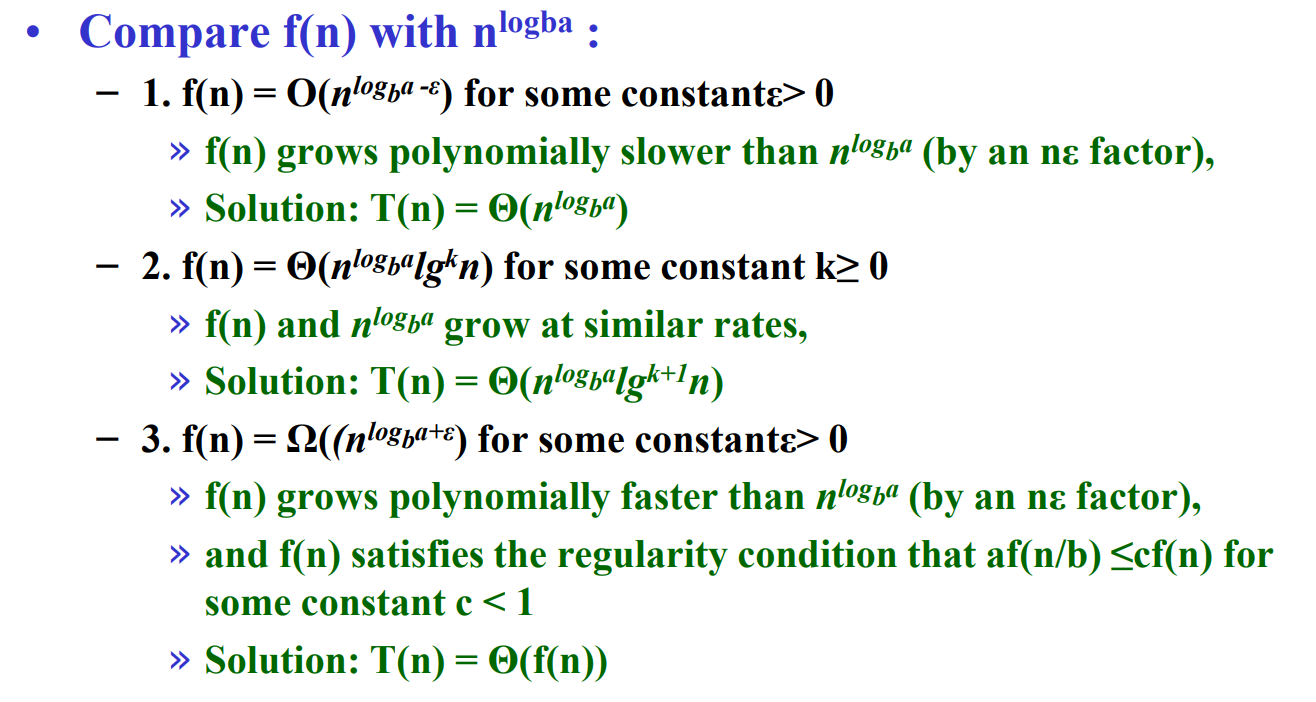 • Compare f(n) with n^logba :
– 1. f(n) = O(n^log_b a -ε) for some constantε> 0
» f(n) grows polynomially slower than n^log_b a (by an nε factor),
» Solution: T(n) = Θ(n^log_b a)
– 2. f(n) = Θ(n^log_b a lg^k n) for some constant k≥ 0
» f(n) and n^log_b a grow at similar rates,
» Solution: T(n) = Θ(n^log_b a lg^k+1 n)
– 3. f(n) = Ω((n^log_b a+ε) for some constantε> 0
» f(n) grows polynomially faster than n^log_b a (by an nε factor),
» and f(n) satisfies the regularity condition that af(n/b) ≤cf(n) for
some constant c < 1
» Solution: T(n) = Θ(f(n))